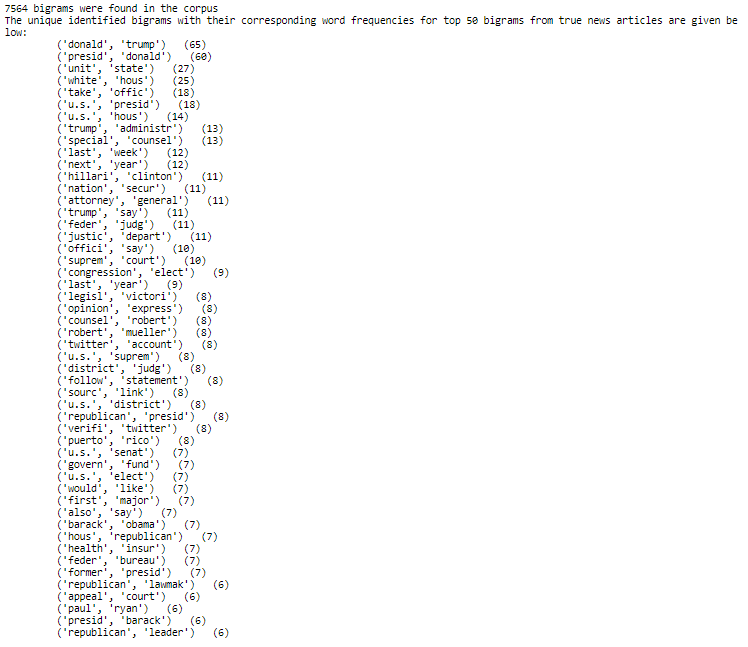 7564 bigrams were found in the corpus
The unique identified bigrams with their corresponding word frequencies for top 50 bigrams from true news articles are given be
low:
('donald', 'trump') (65)
('presid', 'donald') (60)
('unit', 'state') (27)
('white', 'hous') (25)
('take', 'offic') (18)
('u.s.', 'presid') (18)
('u.s.', 'hous') (14)
('trump', 'administr') (13)
('special', 'counsel') (13)
('last', 'week') (12)
('next', 'year') (12)
('hillari', 'clinton') (11)
('nation', 'secur') (11)
('attorney', 'general') (11)
('trump', 'say') (11)
('feder', 'judg') (11)
('justic', 'depart') (11)
('offici', 'say') (10)
('suprem', 'court') (10)
('congression', 'elect') (9)
('last', 'year') (9)
('legisl', 'victori') (8)
('opinion', 'express') (8)
('counsel', 'robert') (8)
('robert', 'mueller') (8)
('twitter', 'account') (8)
('u.s.', 'suprem') (8)
('district', 'judg') (8)
('follow', 'statement') (8)
('sourc', 'link') (8)
('u.s.', 'district') (8)
('republican', 'presid') (8)
('verifi', 'twitter') (8)
('puerto', 'rico') (8)
('u.s.', 'senat') (7)
('govern', 'fund') (7)
('u.s.', 'elect') (7)
('would', 'like') (7)
('first', 'major') (7)
('also', 'say') (7)
('barack', 'obama') (7)
('hous', 'republican') (7)
('health', 'insur') (7)
('feder', 'bureau') (7)
('former', 'presid') (7)
('republican', 'lawmak') (6)
('appeal', 'court') (6)
('paul', 'ryan') (6)
('presid', 'barack') (6)
('republican', 'leader') (6)